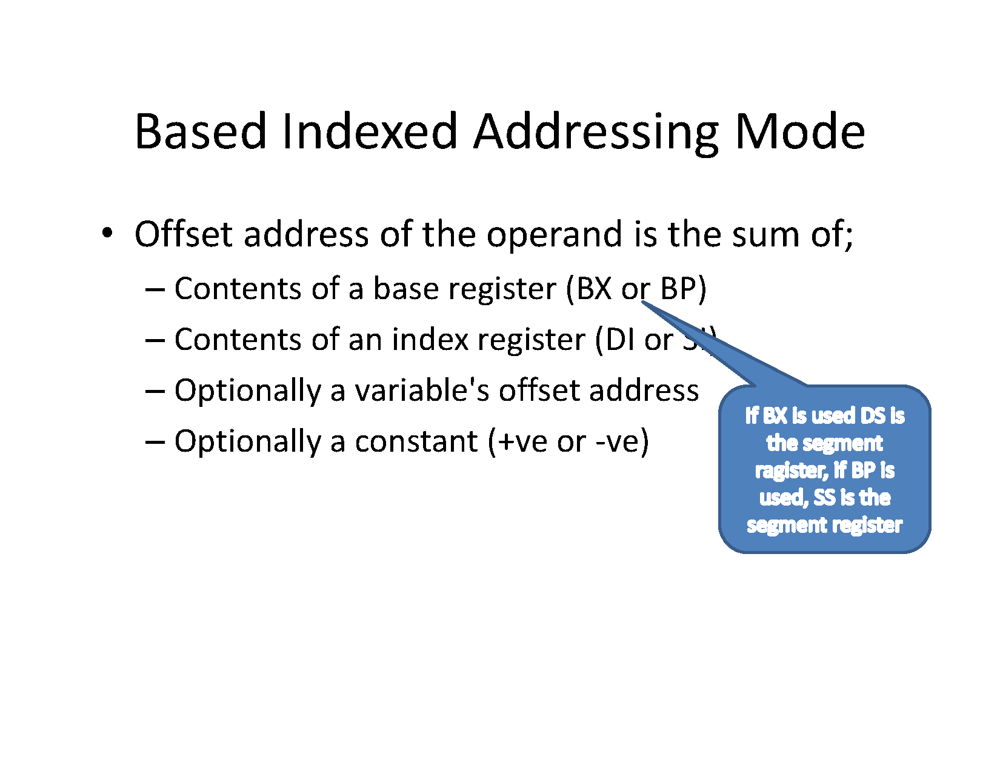 Based Indexed Addressing Mode
• Offset address of the operand is the sum of;
– Contents of a base register (BX or BP)
– Contents of an index register (DI or SI)
– Optionally a variable's offset address
– Optionally a constant (+ve or -ve)
If BX is used DS is
the segment
ragister, if BP is
used, SS is the
segment register